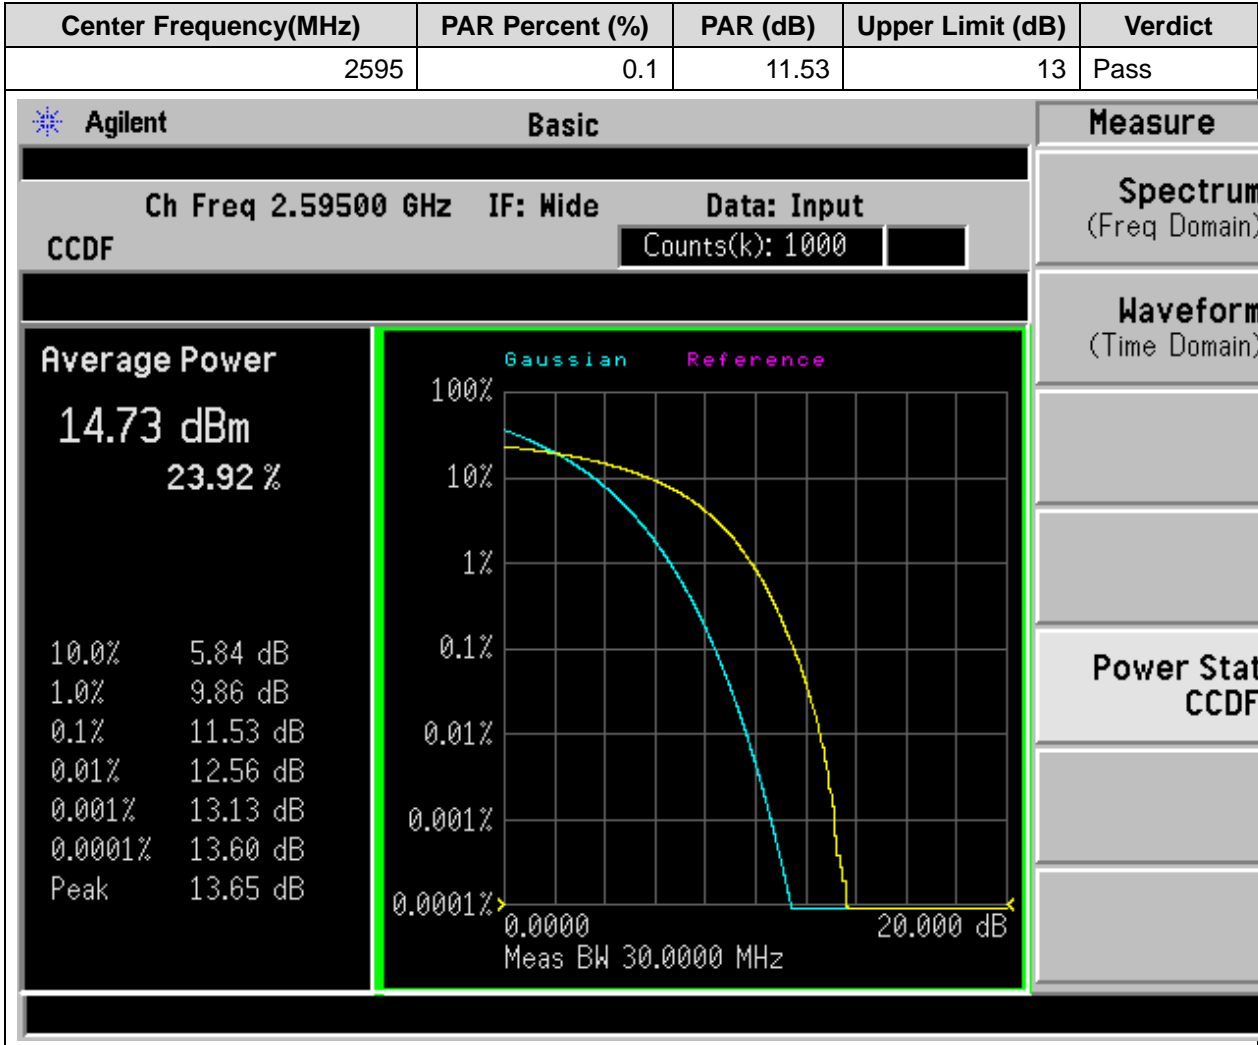 Center Frequency(MHz) PAR Percent (%) PAR (dB) Upper Limit (dB) Verdict
2595 0.1 11.53 13 Pass
Agilent Basic Measure
Ch Freq 2.59500 GHz IF: Wide Data: Input
CCDF Counts(k): 1000
Spectrum
(Freq Domain)
Waveform
(Time Domain)
Power Stat
CCDF
Average Power
14.73 dBm
23.92 %
10.0% 5.84 dB
1.0% 9.86 dB
0.1% 11.53 dB
0.01% 12.56 dB
0.001% 13.13 dB
0.0001% 13.60 dB
Peak 13.65 dB
Gaussian Reference
100%
10%
1%
0.1%
0.01%
0.001%
0.0001%
0.0000 20.000 dB
Meas BW 30.0000 MHz